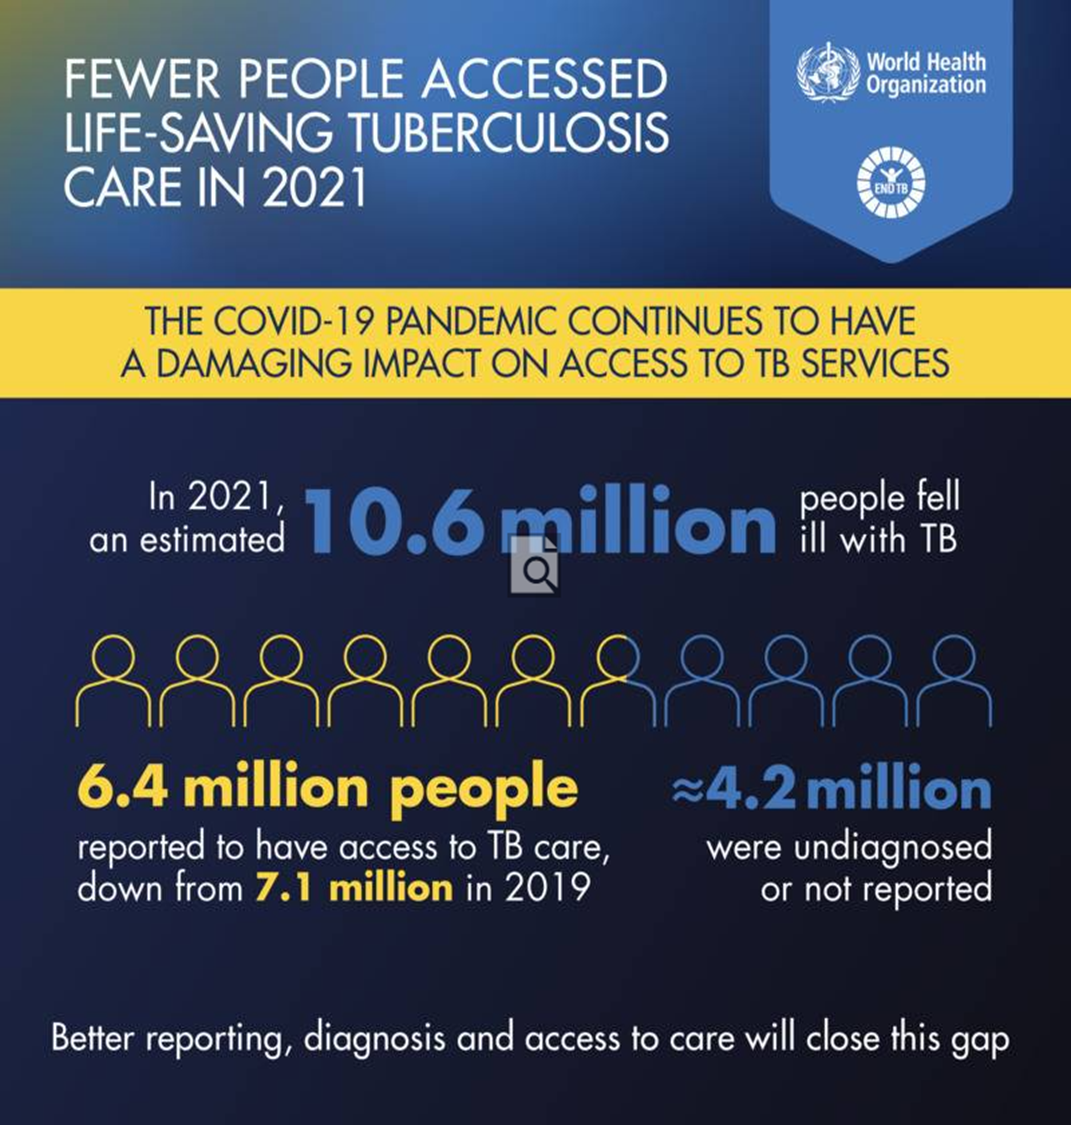 FEWER PEOPLE ACCESSED
LIFE-SAVING TUBERCULOSIS
CARE IN 2021
World Health
Organization
END TB
THE COVID-19 PANDEMIC CONTINUES TO HAVE
A DAMAGING IMPACT ON ACCESS TO TB SERVICES
In 2021,
an estimated
10.6 million
people fell
ill with TB
6.4 million people
reported to have access to TB care,
down from 7.1 million in 2019
≈4.2 million
were undiagnosed
or not reported
Better reporting, diagnosis and access to care will close this gap